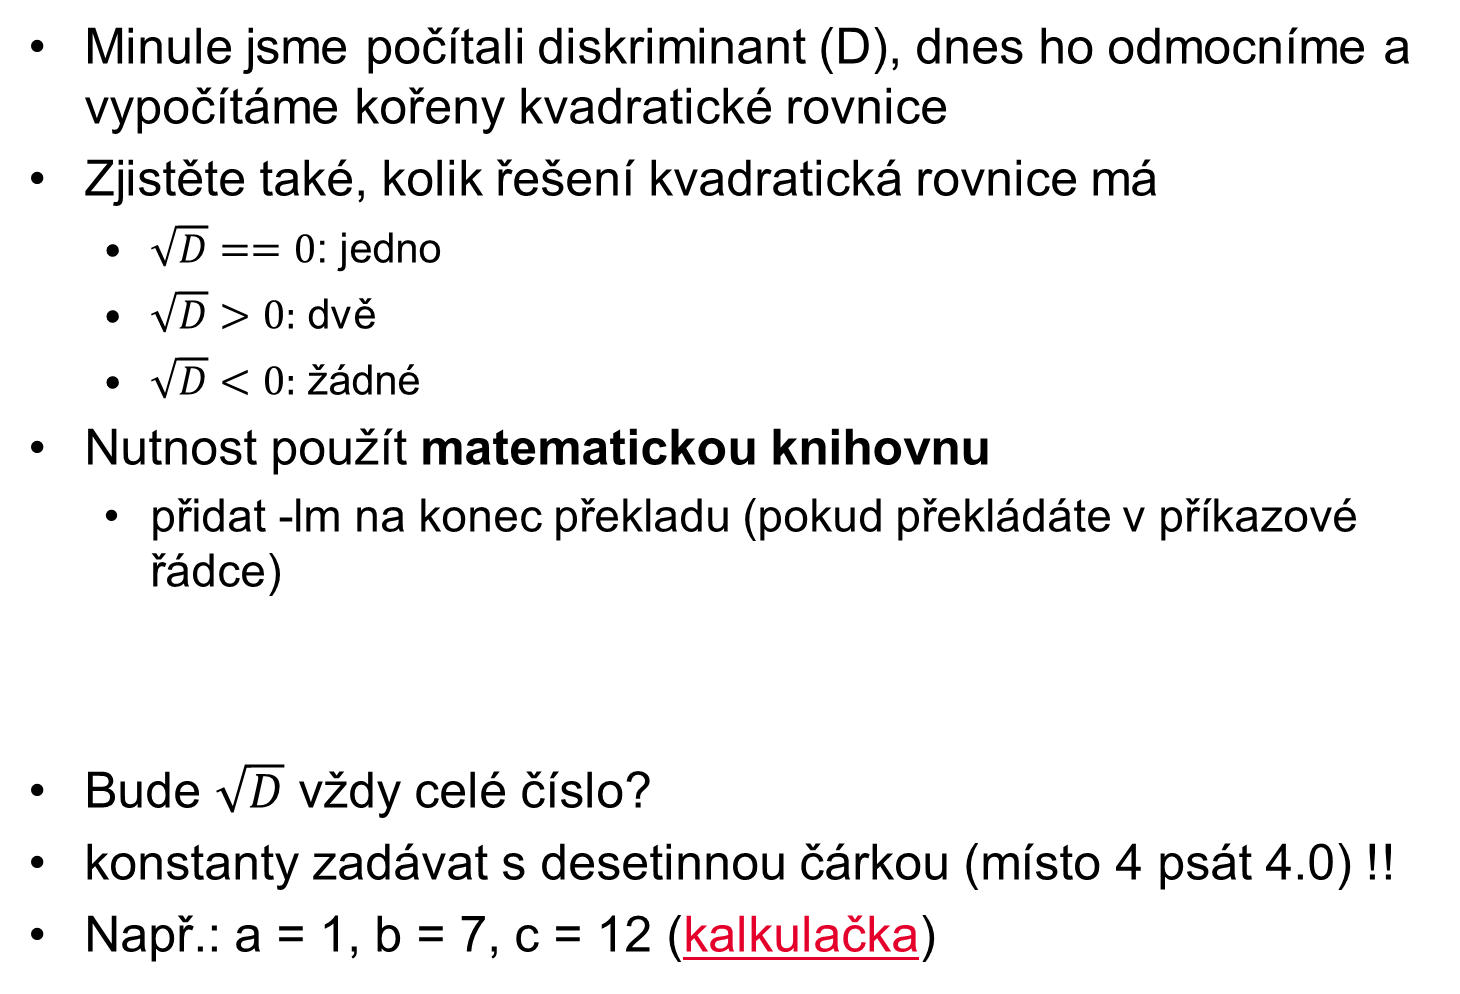 • Minule jsme počítali diskriminant (D), dnes ho odmocníme a
vypočítáme kořeny kvadratické rovnice
• Zjistěte také, kolik řešení kvadratická rovnice má
• √D == 0: jedno
• √D > 0: dvě
• √D < 0: žádné
• Nutnost použít matematickou knihovnu
• přidat -lm na konec překladu (pokud překládáte v příkazové
řádce)
• Bude √D vždy celé číslo?
• konstanty zadávat s desetinnou čárkou (místo 4 psát 4.0) !!
• Např.: a = 1, b = 7, c = 12 (kalkulačka)